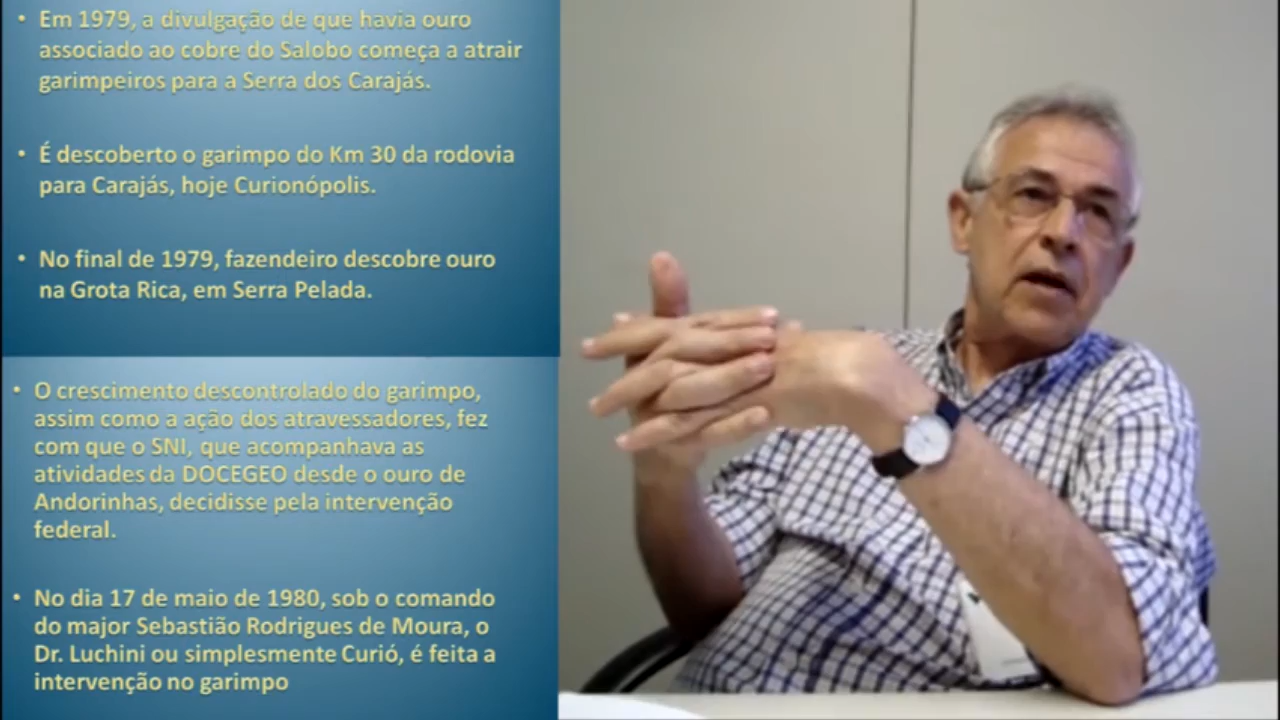 • Em 1979, a divulgação de que havia ouro
associado ao cobre do Salobo começa a atrair
garimpeiros para a Serra dos Carajás.
• É descoberto o garimpo do Km 30 da rodovia
para Carajás, hoje Curionópolis.
• No final de 1979, fazendeiro descobre ouro
na Grota Rica, em Serra Pelada.
• O crescimento descontrolado do garimpo,
assim como a ação dos atravessadores, fez
com que o SNI, que acompanhava as
atividades da DOCEGEO desde o ouro de
Andorinhas, decidisse pela intervenção
federal.
• No dia 17 de maio de 1980, sob o comando
do major Sebastião Rodrigues de Moura, o
Dr. Luchini ou simplesmente Curió, é feita a
intervenção no garimpo